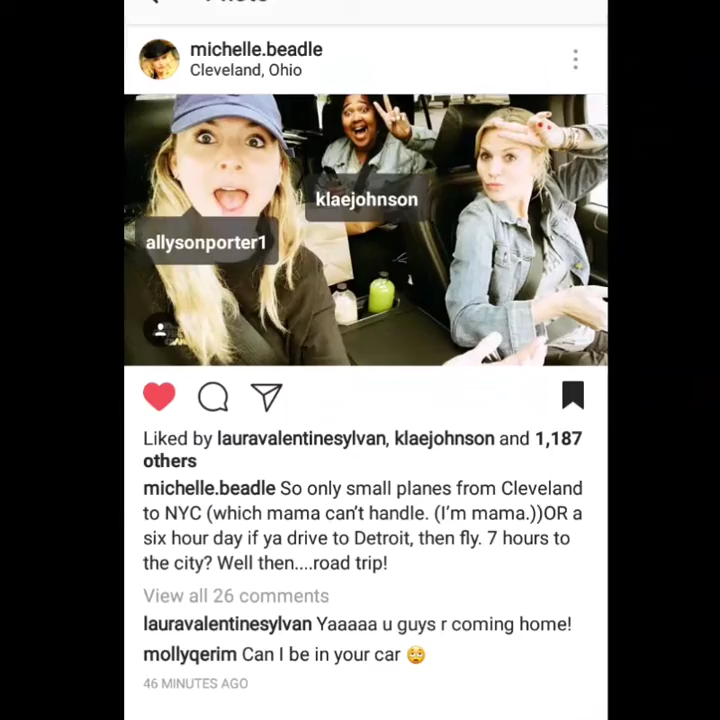 michelle.beadle
Cleveland, Ohio
klaejohnson
allysonporter1
Liked by lauravalentinesylvan, klaejohnson and 1,187
others
michelle.beadle So only small planes from Cleveland
to NYC (which mama can't handle. (I'm mama.))OR a
six hour day if ya drive to Detroit, then fly. 7 hours to
the city? Well then....road trip!
View all 26 comments
lauravalentinesylvan Yaaaaa u guys r coming home!
mollyqerim Can I be in your car 😳
46 MINUTES AGO